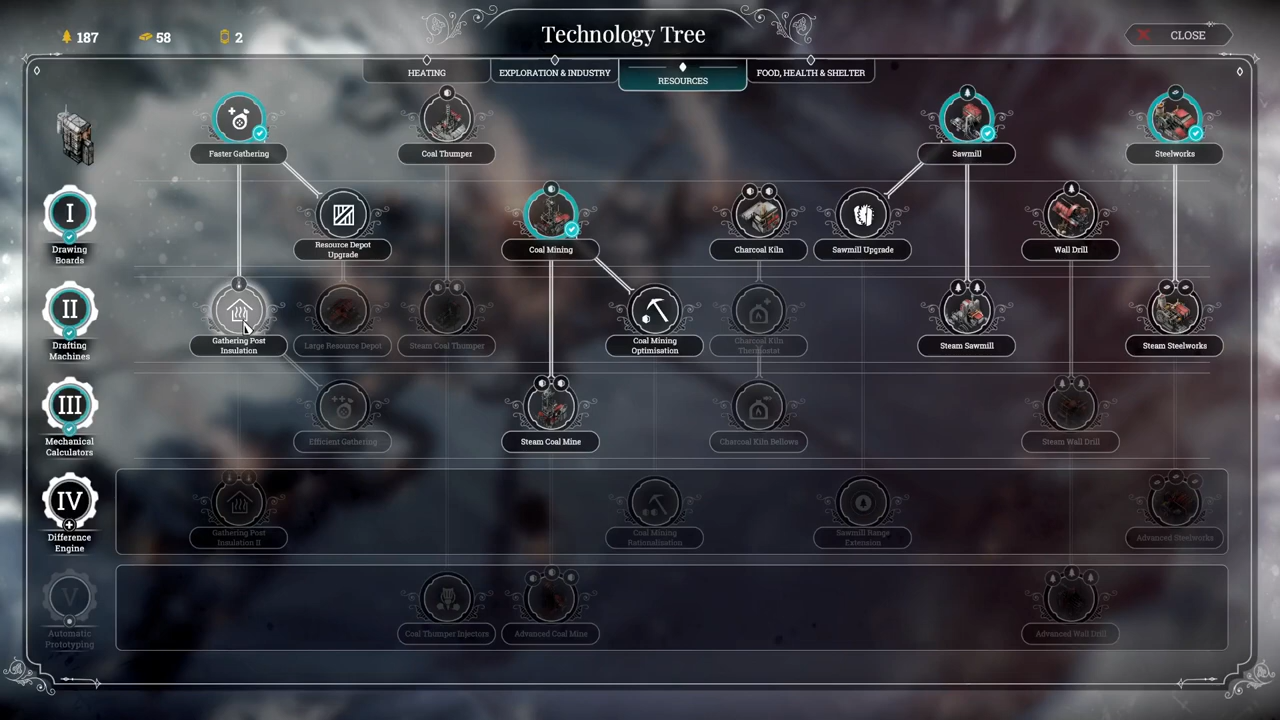 187 58 2
Technology Tree
CLOSE
HEATING
EXPLORATION & INDUSTRY
RESOURCES
FOOD, HEALTH & SHELTER
Faster Gathering
Coal Thumper
Sawmill
Steelworks
I
Drawing
Boards
Resource Depot
Upgrade
Coal Mining
Charcoal Kiln
Sawmill Upgrade
Wall Drill
II
Drafting
Machines
Gathering Post
Insulation
Large Resource Depot
Steam Coal Thumper
Coal Mining
Optimisation
Charcoal Kiln
Thermostat
Steam Sawmill
Steam Steelworks
III
Mechanical
Calculators
Efficient Gathering
Steam Coal Mine
Charcoal Kiln Bellows
Steam Wall Drill
IV
Difference
Engine
Gathering Post
Insulation II
Coal Mining
Rationalisation
Sawmill Range
Extension
Advanced Steelworks
V
Automatic
Prototyping
Coal Thumper Injectors
Advanced Coal Mine
Advanced Wall Drill